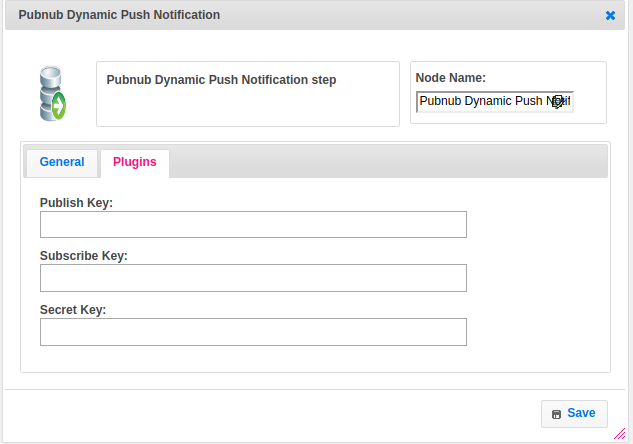 Pubnub Dynamic Push Notification
Pubnub Dynamic Push Notification step
Node Name:
Pubnub Dynamic Push Notif
General
Plugins
Publish Key:
Subscribe Key:
Secret Key:
Save